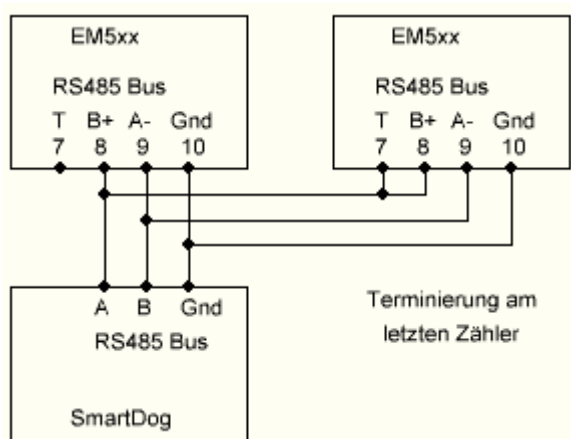 EM5xx
RS485 Bus
T B+ A- Gnd
7 8 9 10
EM5xx
RS485 Bus
T B+ A- Gnd
7 8 9 10
A B Gnd
RS485 Bus
SmartDog
Terminierung am
letzten Zähler